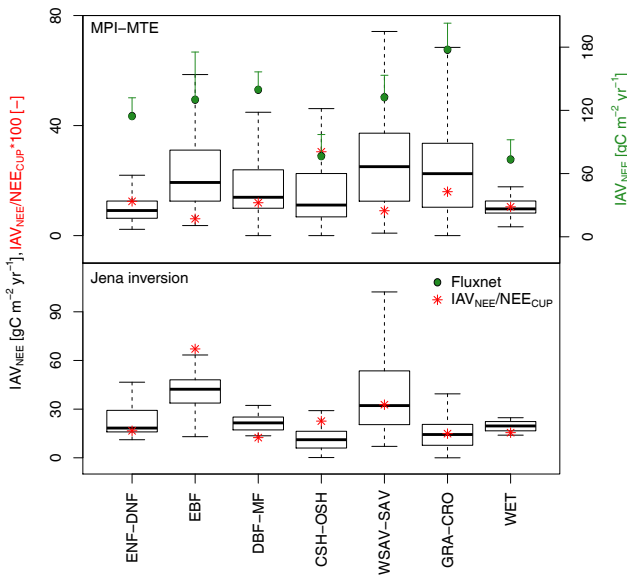 MPI−MTE
80
40
0
180
120
60
0
IAV_NEE [gC m−2 yr−1]
IAV_NEE [gC m−2 yr−1], IAV_NEE/NEE_CUP*100 [−]
Jena inversion
Fluxnet
IAV_NEE/NEE_CUP
90
60
30
0
ENF−DNF
EBF
DBF−MF
CSH−OSH
WSAV−SAV
GRA−CRO
WET